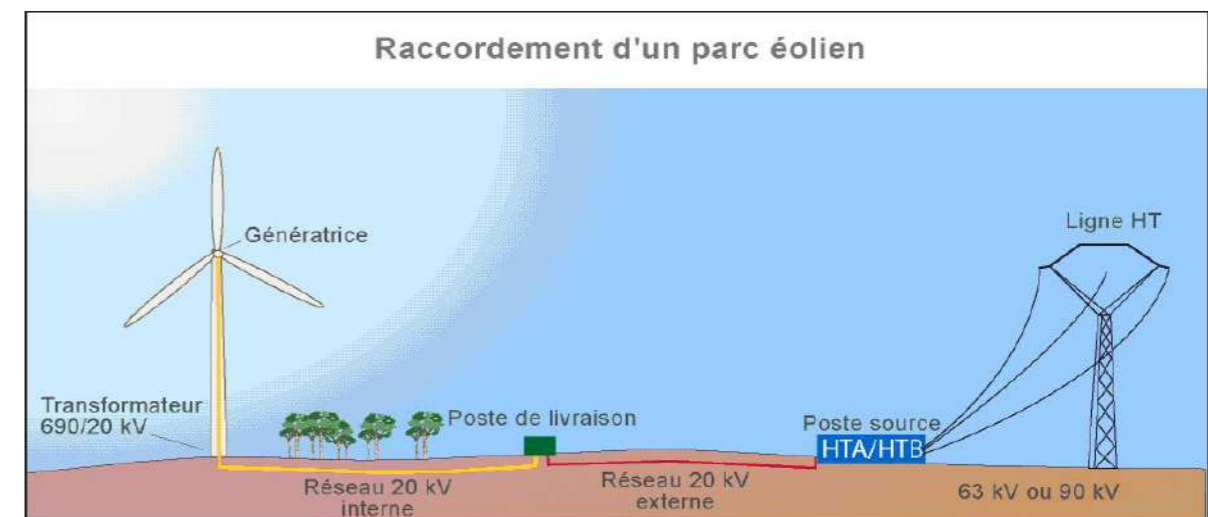 Raccordement d'un parc éolien
Génératrice
Ligne HT
Transformateur
690/20 kV
Poste de livraison
Poste source
HTA/HTB
Réseau 20 kV
interne
Réseau 20 kV
externe
63 kV ou 90 kV